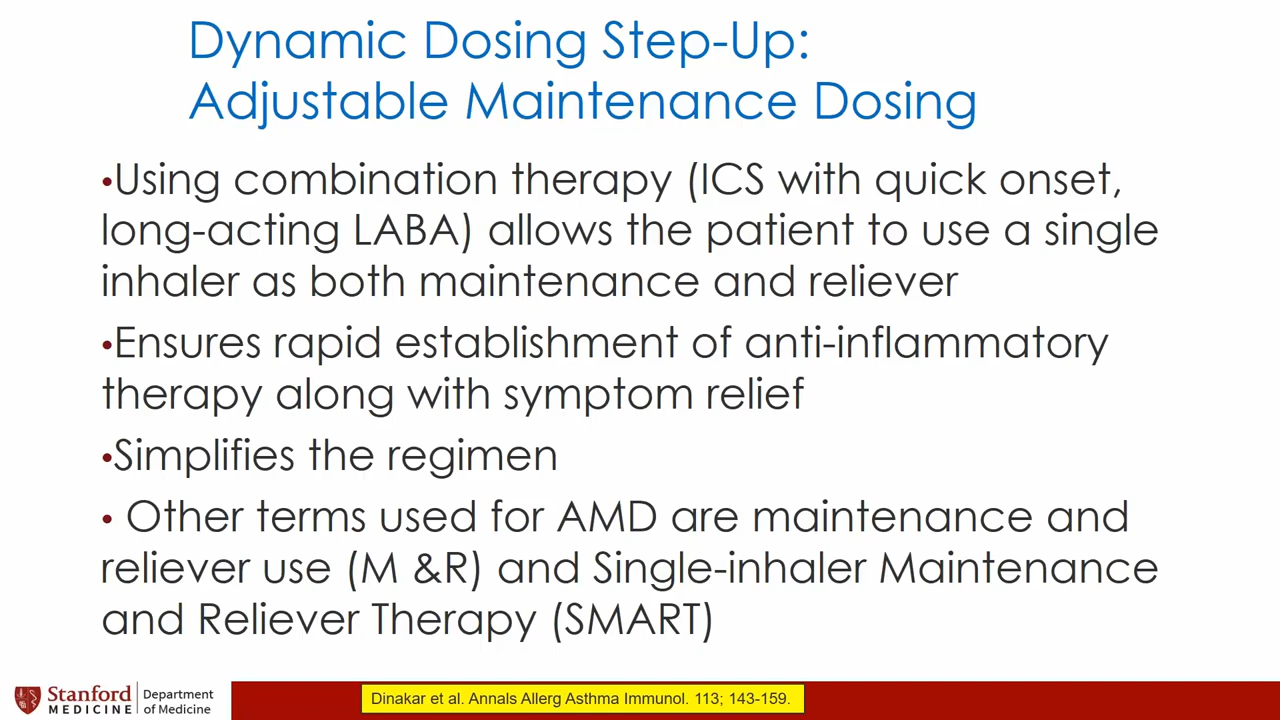 Dynamic Dosing Step-Up:
Adjustable Maintenance Dosing
•Using combination therapy (ICS with quick onset,
long-acting LABA) allows the patient to use a single
inhaler as both maintenance and reliever
•Ensures rapid establishment of anti-inflammatory
therapy along with symptom relief
•Simplifies the regimen
• Other terms used for AMD are maintenance and
reliever use (M &R) and Single-inhaler Maintenance
and Reliever Therapy (SMART)
Stanford
MEDICINE
Department
of Medicine
Dinakar et al. Annals Allerg Asthma Immunol. 113; 143-159.